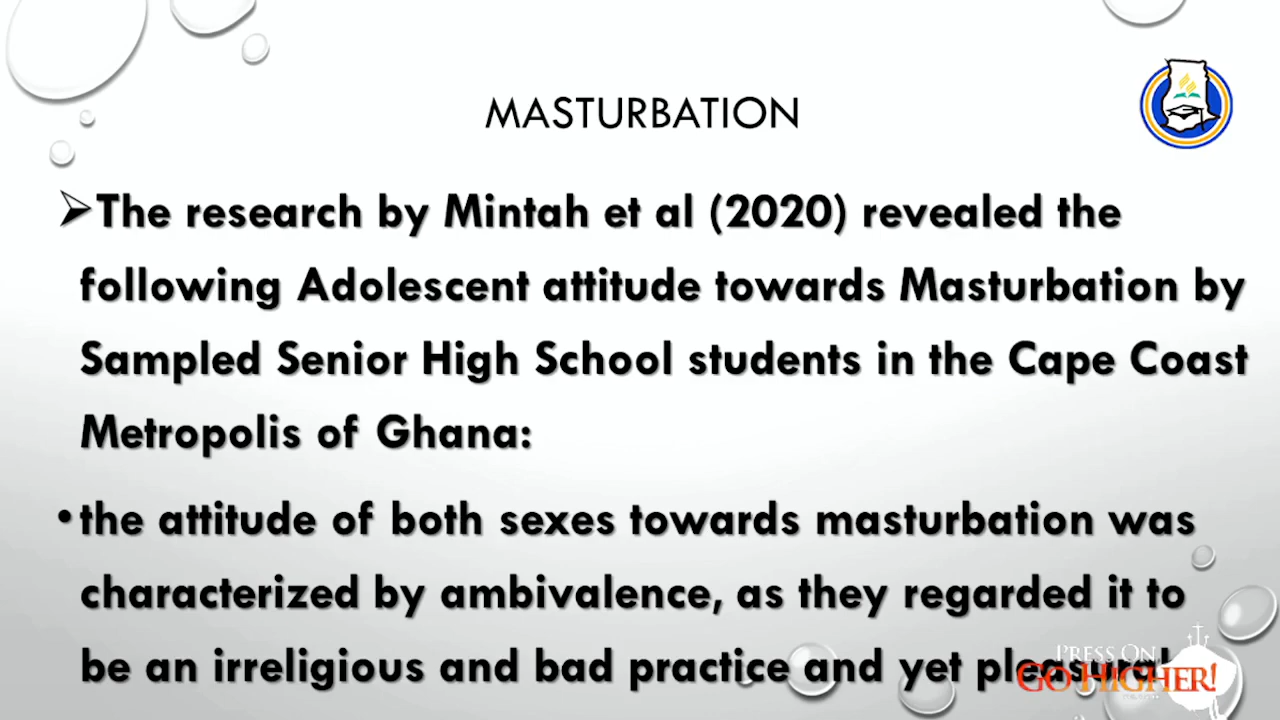 MASTURBATION
➢The research by Mintah et al (2020) revealed the
following Adolescent attitude towards Masturbation by
Sampled Senior High School students in the Cape Coast
Metropolis of Ghana:
•the attitude of both sexes towards masturbation was
characterized by ambivalence, as they regarded it to
be an irreligious and bad practice and yet
PRESS ON
GO HIGHER!